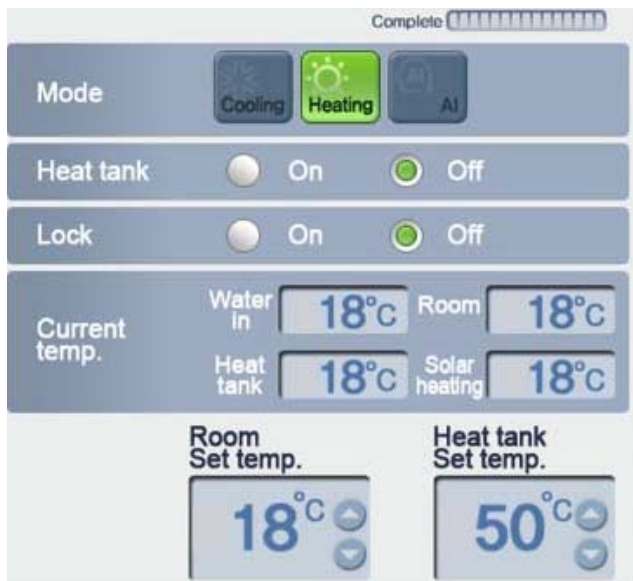 Complete
Mode Cooling Heating AI
Heat tank On Off
Lock On Off
Current temp.
Water in 18°C Room 18°C
Heat tank 18°C Solar heating 18°C
Room Set temp. Heat tank Set temp.
18°C 50°C